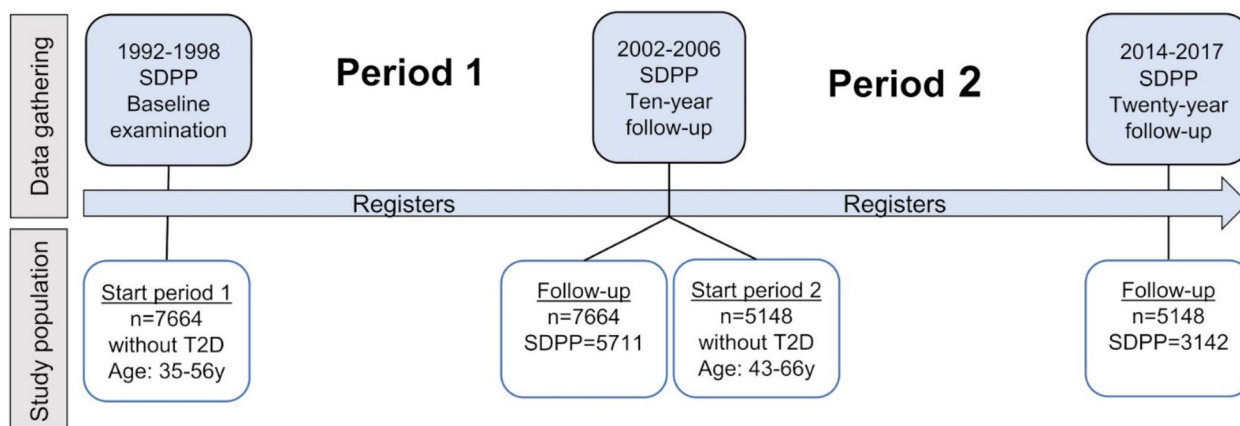 Data gathering
1992-1998
SDPP
Baseline
examination
Period 1
2002-2006
SDPP
Ten-year
follow-up
Period 2
2014-2017
SDPP
Twenty-year
follow-up
Registers
Registers
Study population
Start period 1
n=7664
without T2D
Age: 35-56y
Follow-up
n=7664
SDPP=5711
Start period 2
n=5148
without T2D
Age: 43-66y
Follow-up
n=5148
SDPP=3142